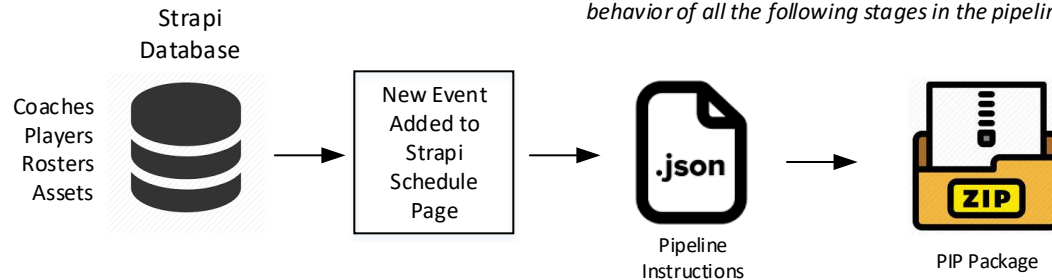 Strapi
Database
behavior of all the following stages in the pipelin
Coaches
Players
Rosters
Assets
New Event
Added to
Strapi
Schedule
Page
.json
ZIP
Pipeline
Instructions
PIP Package